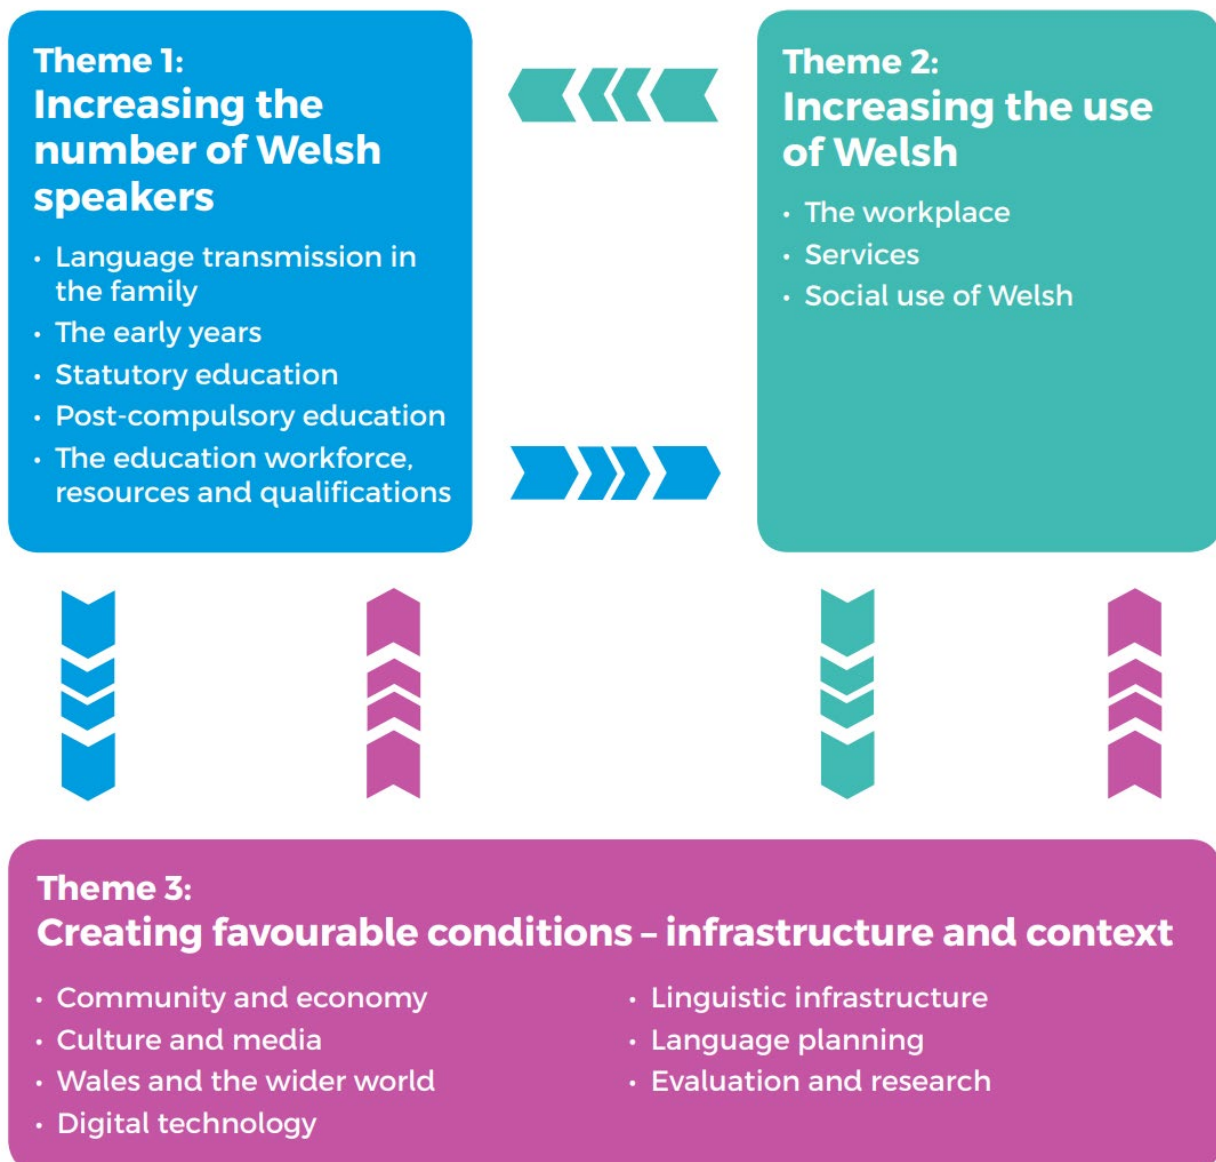 Theme 1:
Increasing the
number of Welsh
speakers
• Language transmission in
the family
• The early years
• Statutory education
• Post-compulsory education
• The education workforce,
resources and qualifications
Theme 2:
Increasing the use
of Welsh
• The workplace
• Services
• Social use of Welsh
Theme 3:
Creating favourable conditions – infrastructure and context
• Community and economy
• Culture and media
• Wales and the wider world
• Digital technology
• Linguistic infrastructure
• Language planning
• Evaluation and research